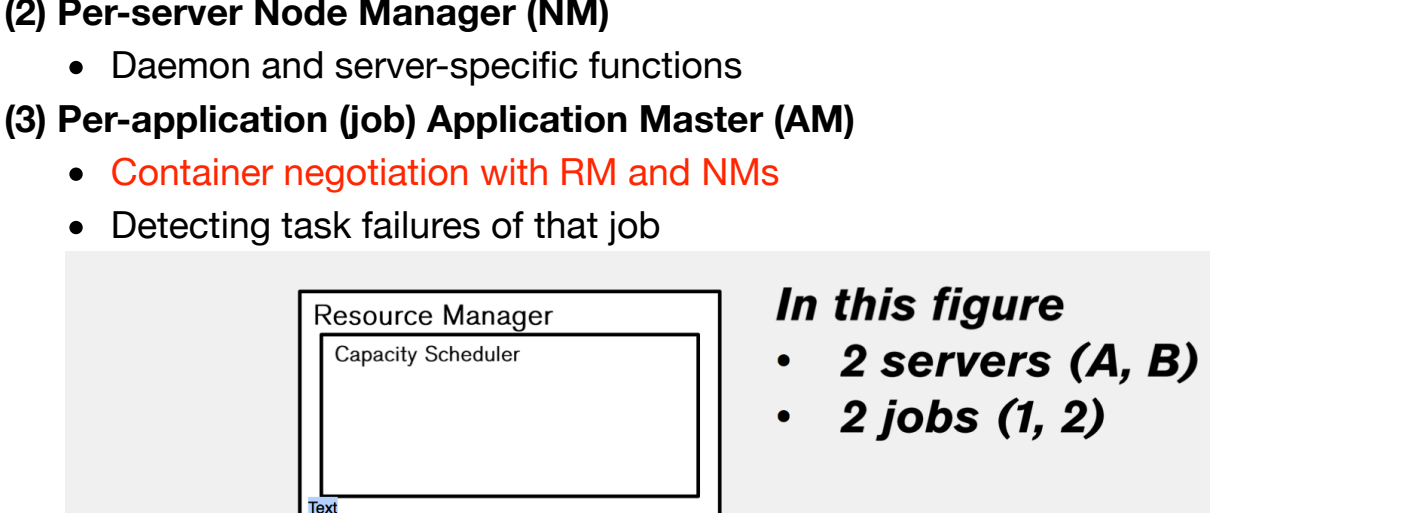 (2) Per-server Node Manager (NM)
• Daemon and server-specific functions
(3) Per-application (job) Application Master (AM)
• Container negotiation with RM and NMs
• Detecting task failures of that job
Resource Manager
Capacity Scheduler
Text
In this figure
• 2 servers (A, B)
• 2 jobs (1, 2)